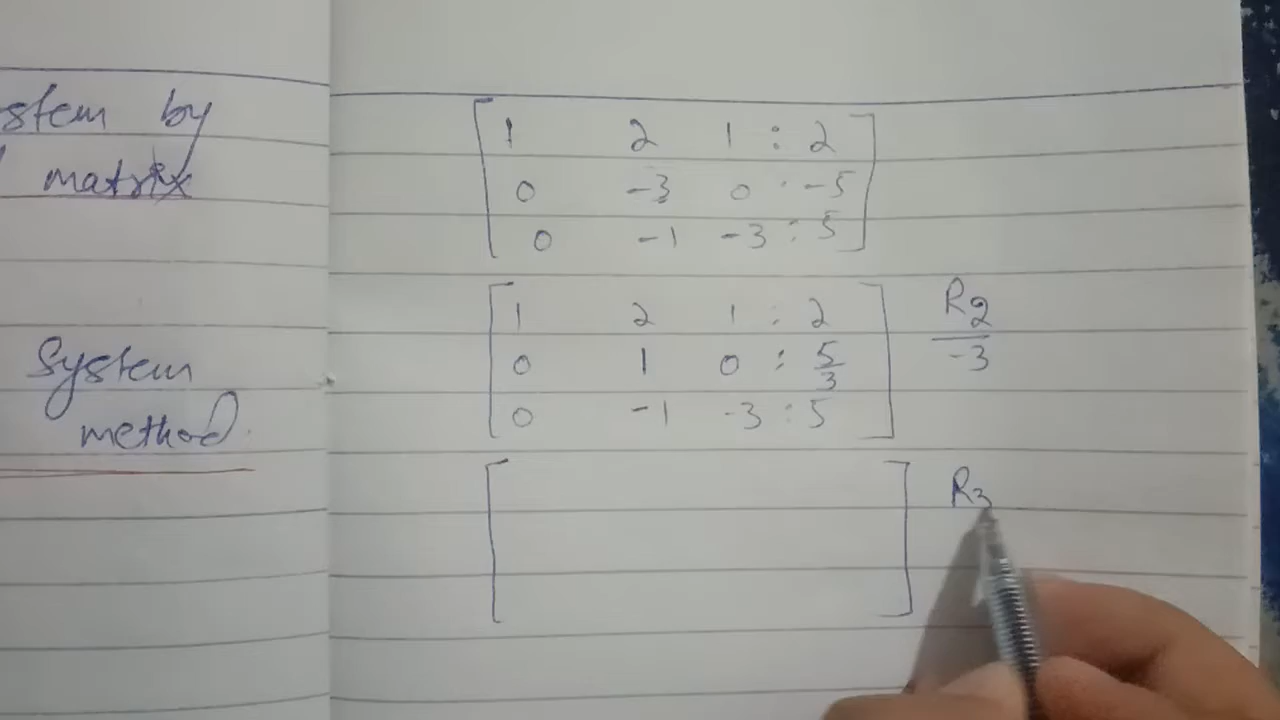 stem by
matrix
System
method.
1 2 1 : 2
0 -3 0 : -5
0 -1 -3 : 5
1 2 1 : 2
0 1 0 : 5/3
0 -1 -3 : 5
R2
-3
R3